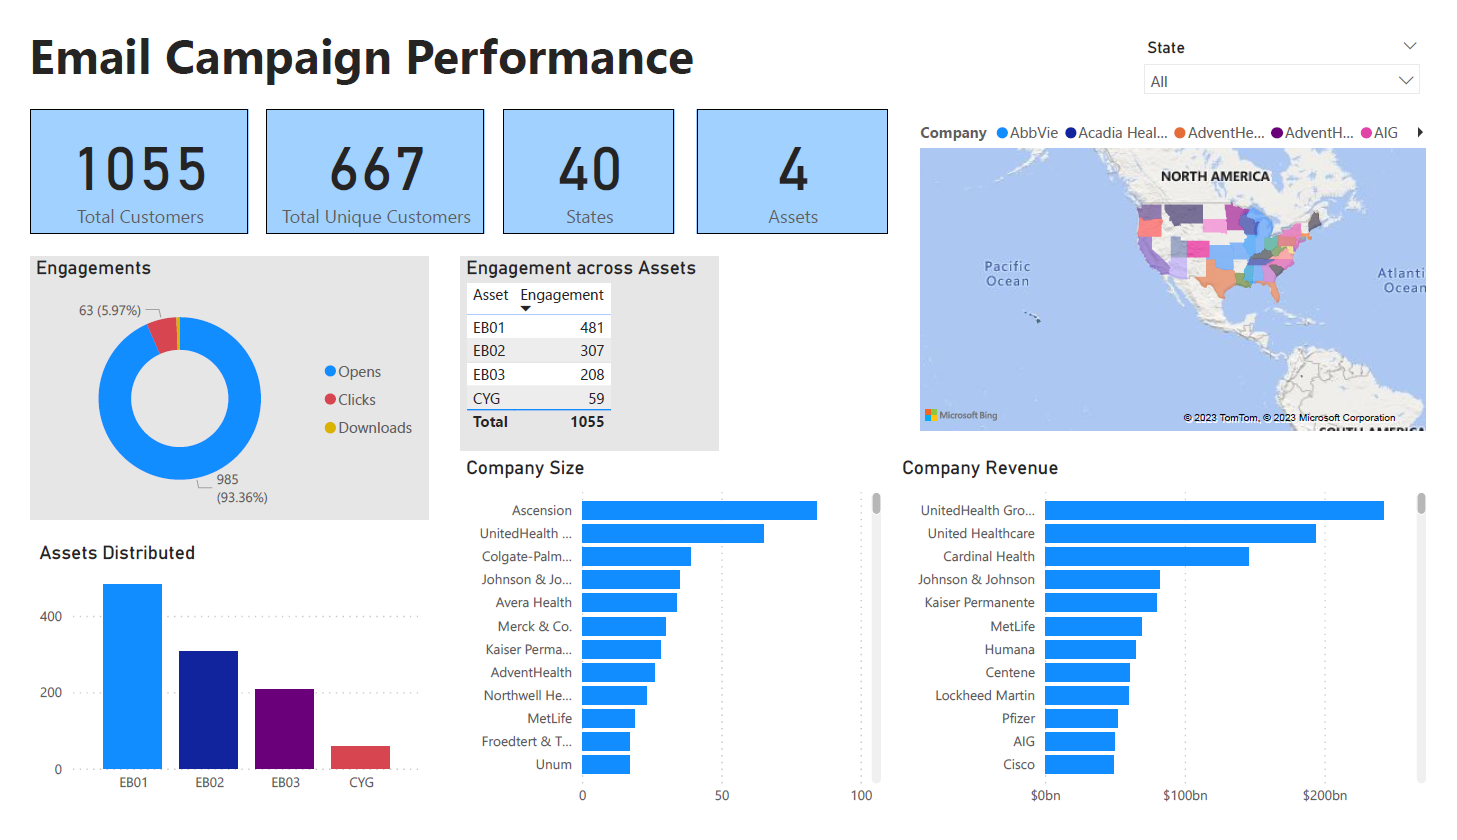 Email Campaign Performance
State
All
1055
Total Customers
667
Total Unique Customers
40
States
4
Assets
Company AbbVie Acadia Heal... AdventHe... AdventH... AIG
NORTH AMERICA
Pacific
Ocean
Atlanti
Ocean
Microsoft Bing
© 2023 TomTom, © 2023 Microsoft Corporation
Engagements
63 (5.97%)
985
(93.36%)
Opens
Clicks
Downloads
Engagement across Assets
Asset Engagement
EB01 481
EB02 307
EB03 208
CYG 59
Total 1055
Assets Distributed
400
200
0
EB01 EB02 EB03 CYG
Company Size
Ascension
UnitedHealth ...
Colgate-Palm...
Johnson & Jo...
Avera Health
Merck & Co.
Kaiser Perma...
AdventHealth
Northwell He...
MetLife
Froedtert & T...
Unum
0 50 100
Company Revenue
UnitedHealth Gro...
United Healthcare
Cardinal Health
Johnson & Johnson
Kaiser Permanente
MetLife
Humana
Centene
Lockheed Martin
Pfizer
AIG
Cisco
$0bn $100bn $200bn